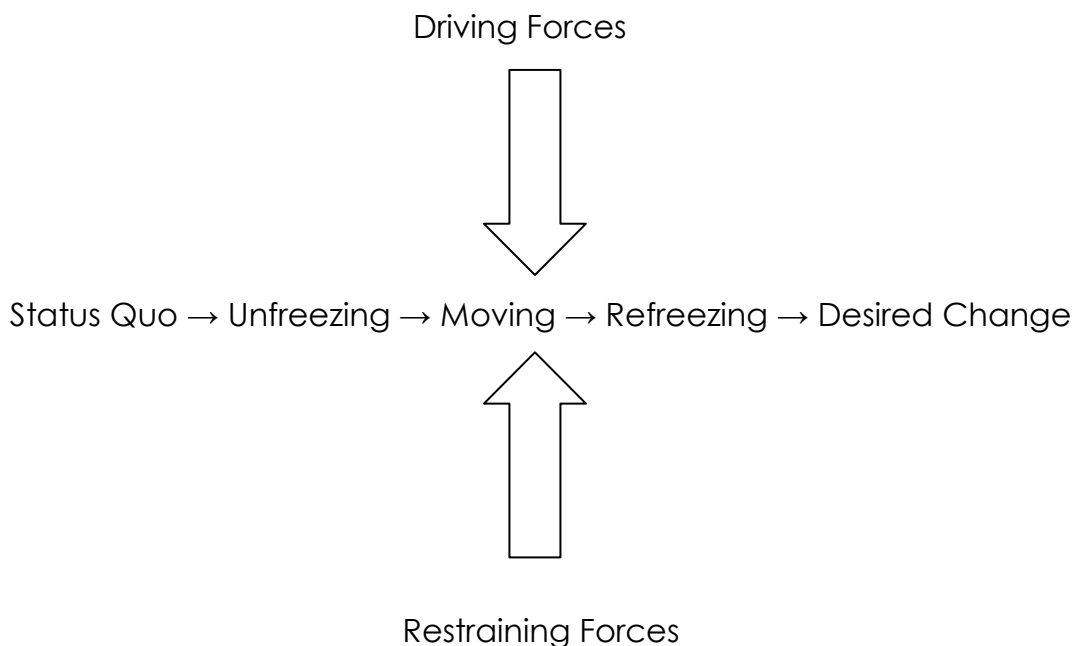 Driving Forces
Status Quo → Unfreezing → Moving → Refreezing → Desired Change
Restraining Forces